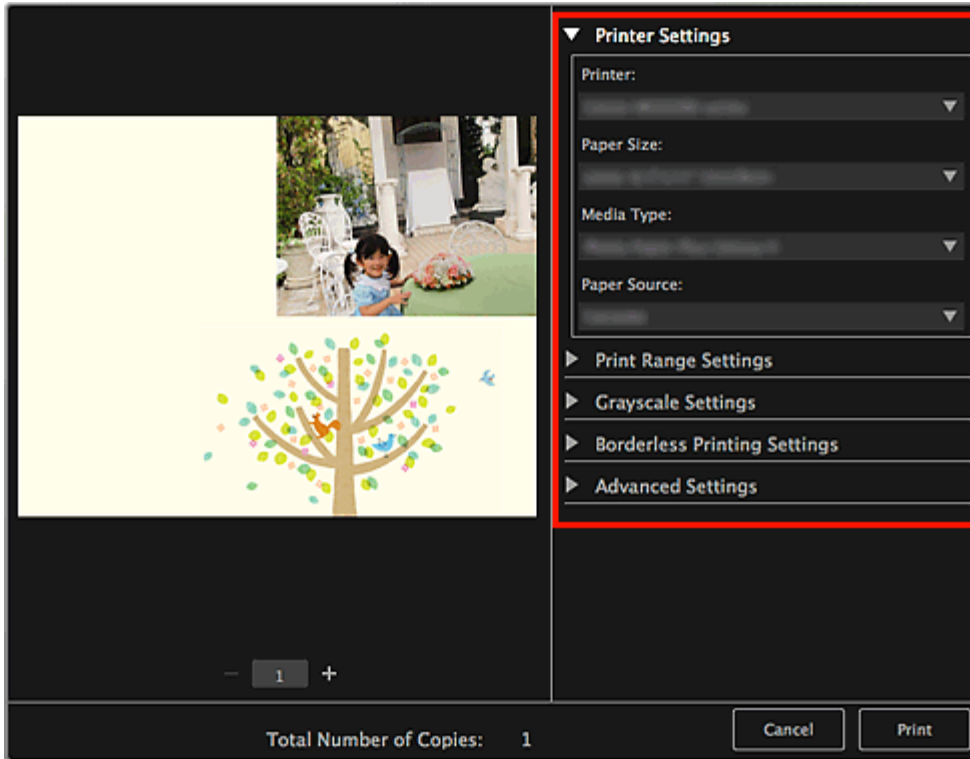 Printer Settings
Printer:
Paper Size:
Media Type:
Paper Source:
Print Range Settings
Grayscale Settings
Borderless Printing Settings
Advanced Settings
1
Total Number of Copies: 1
Cancel
Print